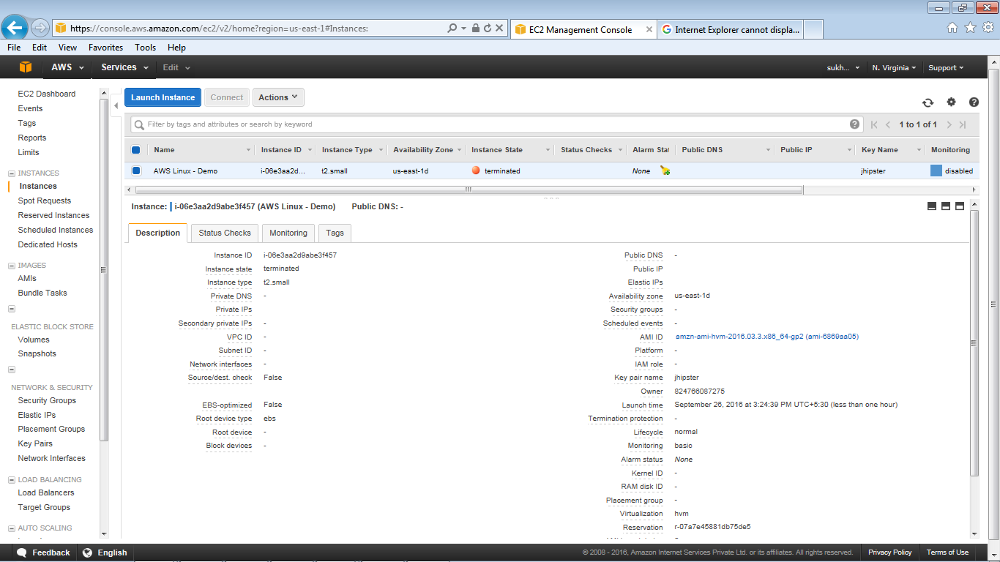 https://console.aws.amazon.com/ec2/v2/home?region=us-east-1#Instances:
EC2 Management Console
Internet Explorer cannot displa...
File Edit View Favorites Tools Help
AWS Services Edit sukh... N. Virginia Support
EC2 Dashboard
Events
Tags
Reports
Limits
INSTANCES
Instances
Spot Requests
Reserved Instances
Scheduled Instances
Dedicated Hosts
IMAGES
AMIs
Bundle Tasks
ELASTIC BLOCK STORE
Volumes
Snapshots
NETWORK & SECURITY
Security Groups
Elastic IPs
Placement Groups
Key Pairs
Network Interfaces
LOAD BALANCING
Load Balancers
Target Groups
AUTO SCALING
Launch Instance Connect Actions
Filter by tags and attributes or search by keyword
1 to 1 of 1
Name Instance ID Instance Type Availability Zone Instance State Status Checks Alarm Stat Public DNS Public IP Key Name Monitoring
AWS Linux - Demo i-06e3aa2d... t2.small us-east-1d terminated None jhipster disabled
Instance: i-06e3aa2d9abe3f457 (AWS Linux - Demo) Public DNS: -
Description Status Checks Monitoring Tags
Instance ID i-06e3aa2d9abe3f457
Instance state terminated
Instance type t2.small
Private DNS -
Private IPs
Secondary private IPs -
VPC ID -
Subnet ID -
Network interfaces -
Source/dest. check False
EBS-optimized False
Root device type ebs
Root device -
Block devices -
Public DNS -
Public IP
Elastic IPs
Availability zone us-east-1d
Security groups -
Scheduled events -
AMI ID amzn-ami-hvm-2016.03.3.x86_64-gp2 (ami-6869aa05)
Platform -
IAM role -
Key pair name jhipster
Owner 824766087275
Launch time September 26, 2016 at 3:24:39 PM UTC+5:30 (less than one hour)
Termination protection -
Lifecycle normal
Monitoring basic
Alarm status None
Kernel ID -
RAM disk ID -
Placement group -
Virtualization hvm
Reservation r-07a7e45881db75de5
Feedback English
© 2008 - 2016, Amazon Internet Services Private Ltd. or its affiliates. All rights reserved. Privacy Policy Terms of Use